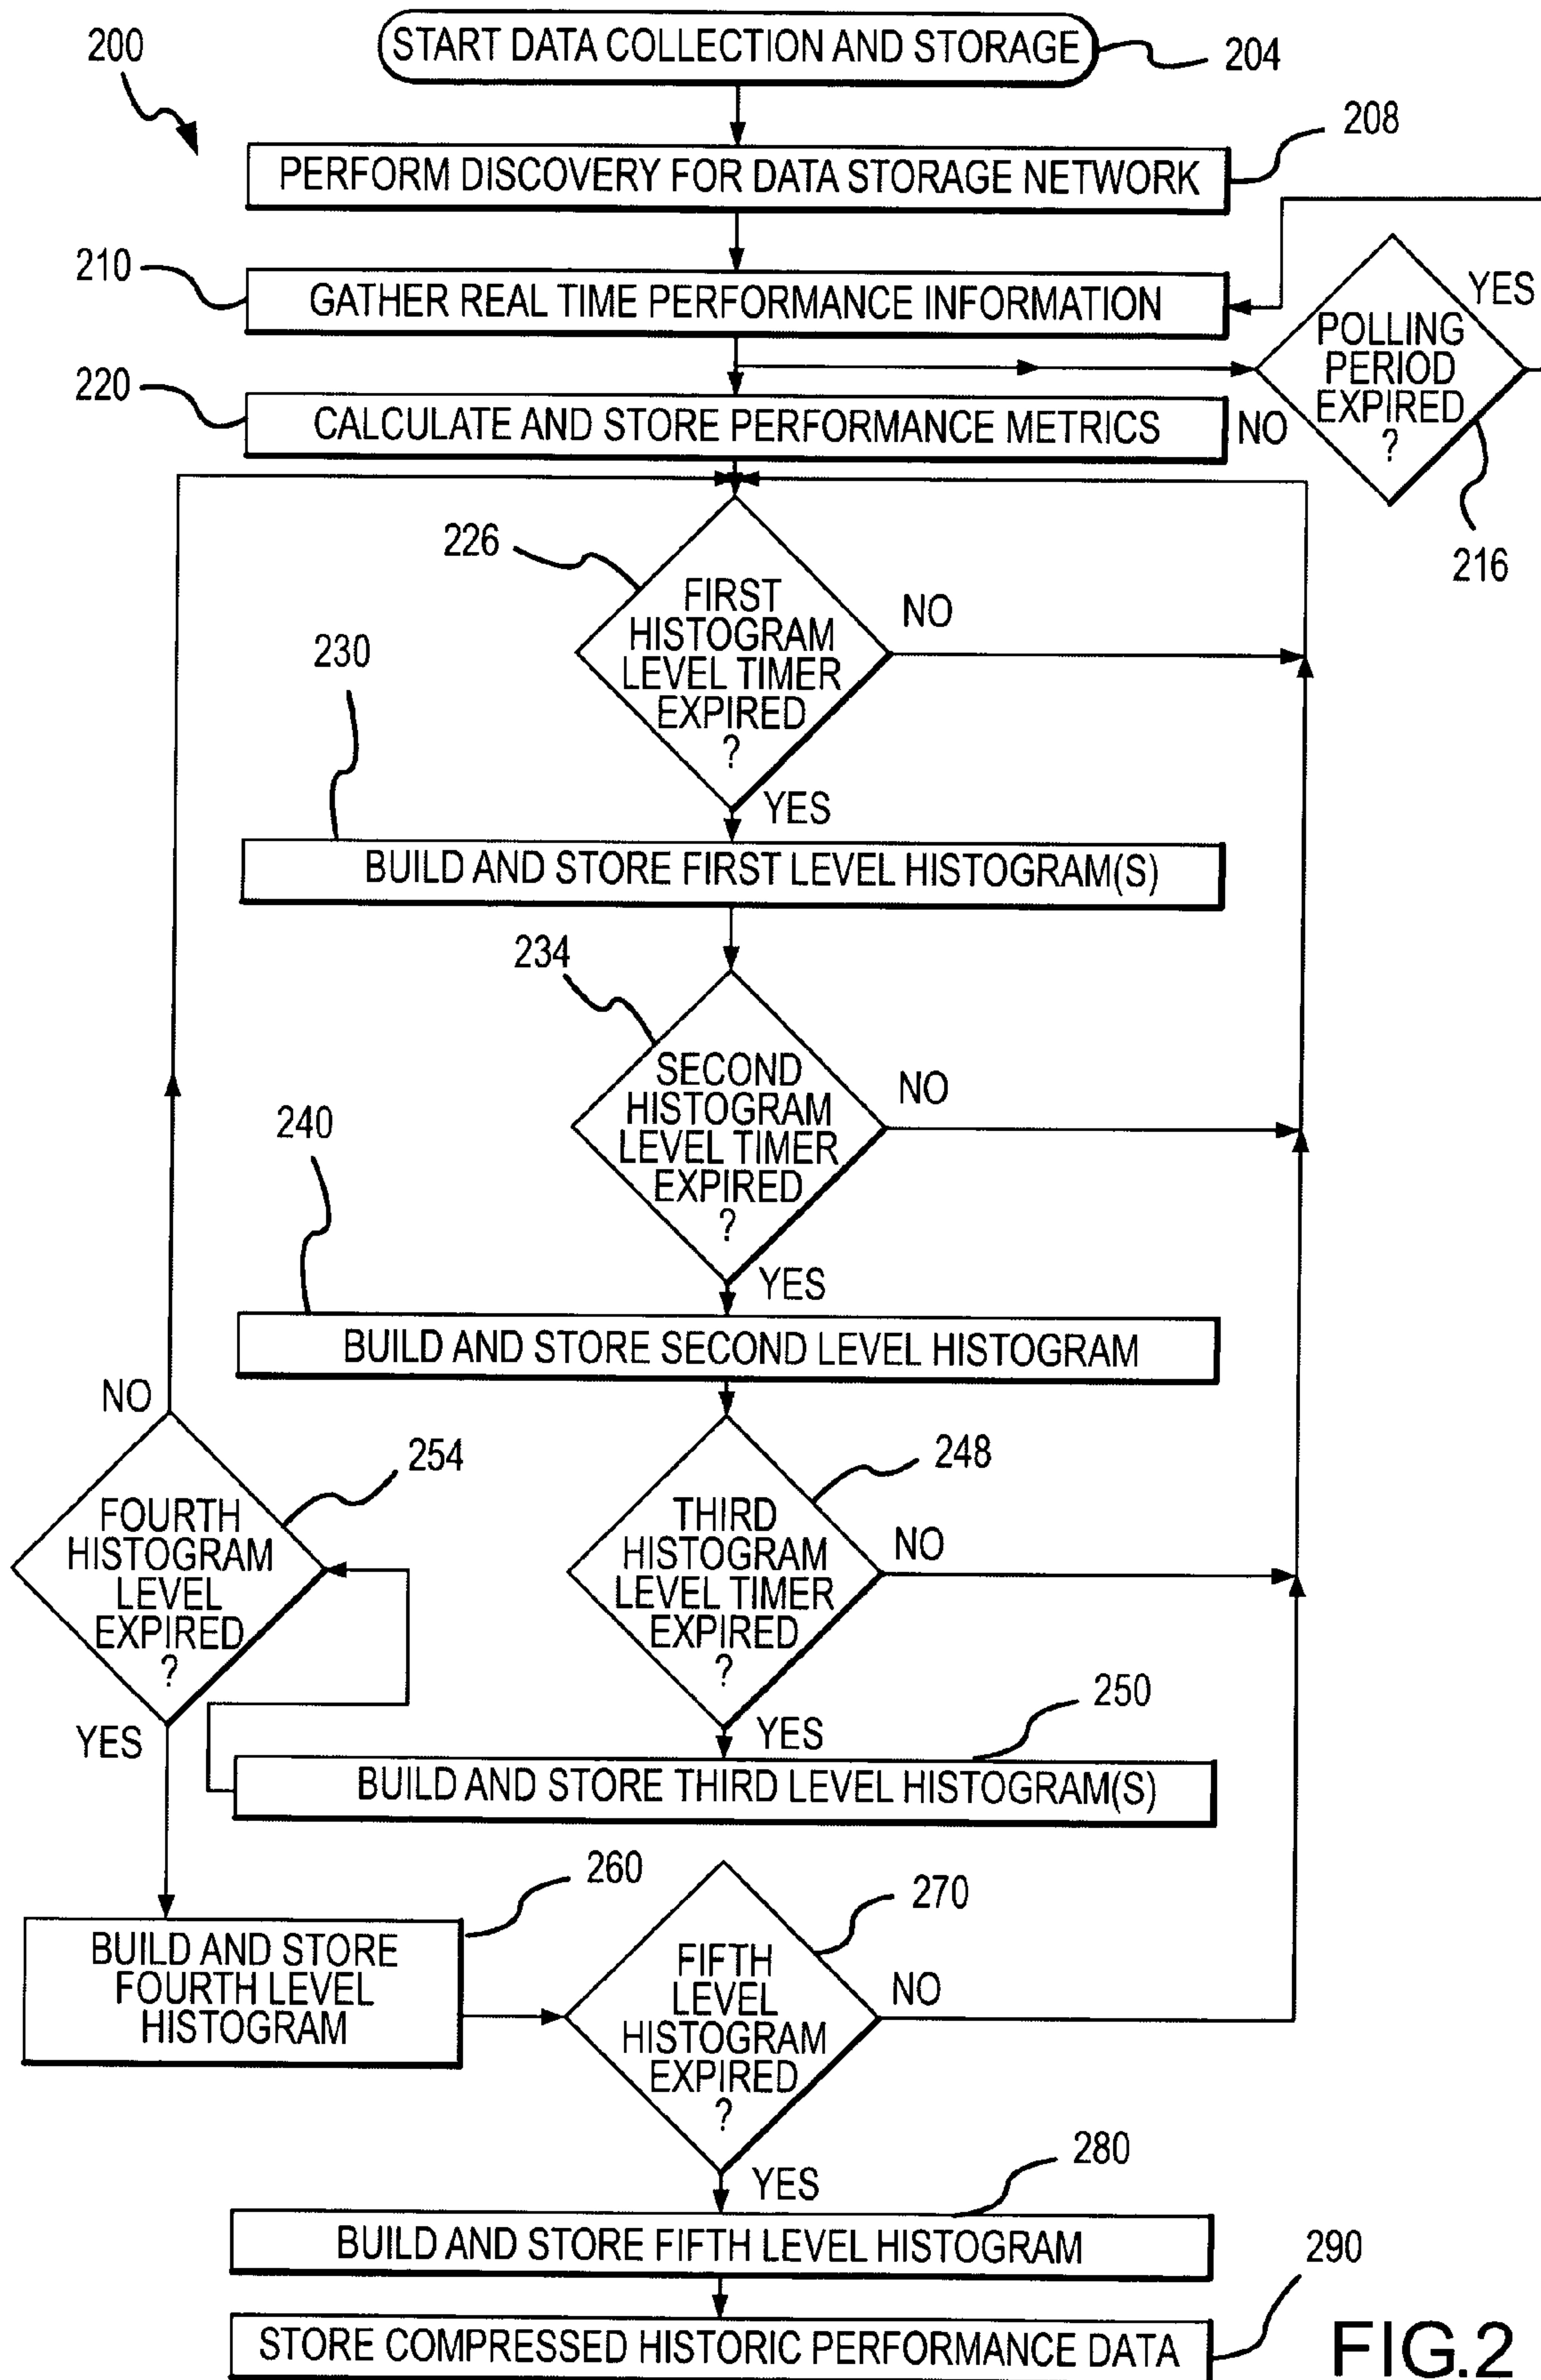 200
START DATA COLLECTION AND STORAGE
204
208
PERFORM DISCOVERY FOR DATA STORAGE NETWORK
210
GATHER REAL TIME PERFORMANCE INFORMATION
YES
POLLING
PERIOD
EXPIRED
?
216
220
CALCULATE AND STORE PERFORMANCE METRICS
NO
226
FIRST
HISTOGRAM
LEVEL TIMER
EXPIRED
?
NO
YES
230
BUILD AND STORE FIRST LEVEL HISTOGRAM(S)
234
SECOND
HISTOGRAM
LEVEL TIMER
EXPIRED
?
NO
YES
240
BUILD AND STORE SECOND LEVEL HISTOGRAM
248
THIRD
HISTOGRAM
LEVEL TIMER
EXPIRED
?
NO
YES
250
BUILD AND STORE THIRD LEVEL HISTOGRAM(S)
NO
254
FOURTH
HISTOGRAM
LEVEL
EXPIRED
?
YES
260
BUILD AND STORE
FOURTH LEVEL
HISTOGRAM
270
FIFTH
LEVEL
HISTOGRAM
EXPIRED
?
NO
YES
280
BUILD AND STORE FIFTH LEVEL HISTOGRAM
290
STORE COMPRESSED HISTORIC PERFORMANCE DATA
FIG.2